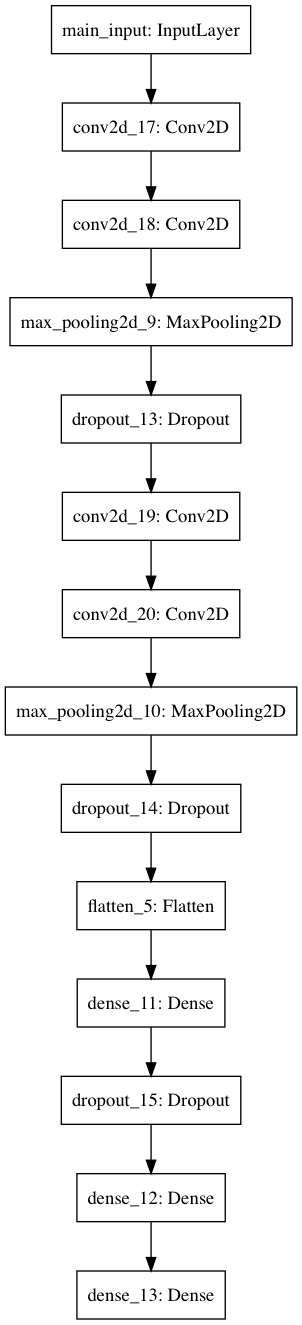 main_input: InputLayer
conv2d_17: Conv2D
conv2d_18: Conv2D
max_pooling2d_9: MaxPooling2D
dropout_13: Dropout
conv2d_19: Conv2D
conv2d_20: Conv2D
max_pooling2d_10: MaxPooling2D
dropout_14: Dropout
flatten_5: Flatten
dense_11: Dense
dropout_15: Dropout
dense_12: Dense
dense_13: Dense